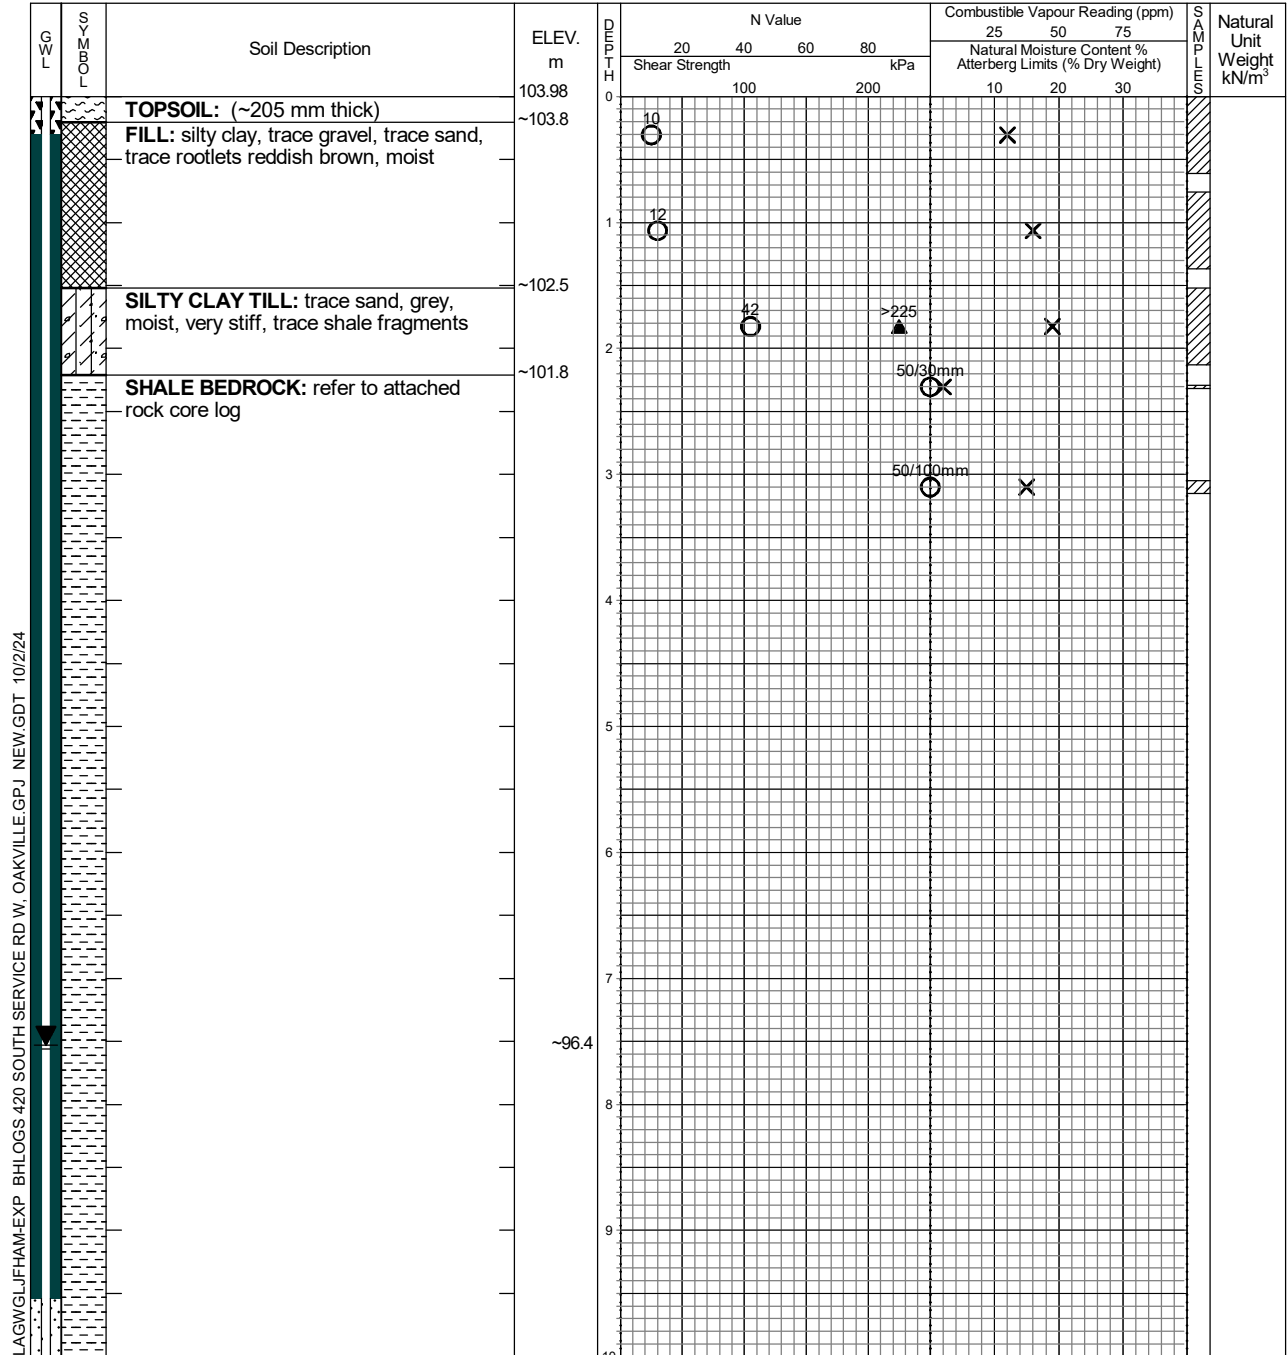 GWL
SYMBOL
Soil Description
ELEV.
m
DEPTH
N Value
20 40 60 80
Shear Strength kPa
100 200
Combustible Vapour Reading (ppm)
25 50 75
Natural Moisture Content %
Atterberg Limits (% Dry Weight)
10 20 30
SAMPLES
Natural
Unit
Weight
kN/m³
103.98
0
TOPSOIL: (~205 mm thick)
~103.8
FILL: silty clay, trace gravel, trace sand,
trace rootlets reddish brown, moist
10
1
12
~102.5
SILTY CLAY TILL: trace sand, grey,
moist, very stiff, trace shale fragments
42
>225
2
~101.8
SHALE BEDROCK: refer to attached
rock core log
50/30mm
3
50/100mm
4
5
6
7
~96.4
8
9
10
LAGWGLJFHAM-EXP BHLOGS 420 SOUTH SERVICE RD W, OAKVILLE.GPJ NEW.GDT 10/2/24